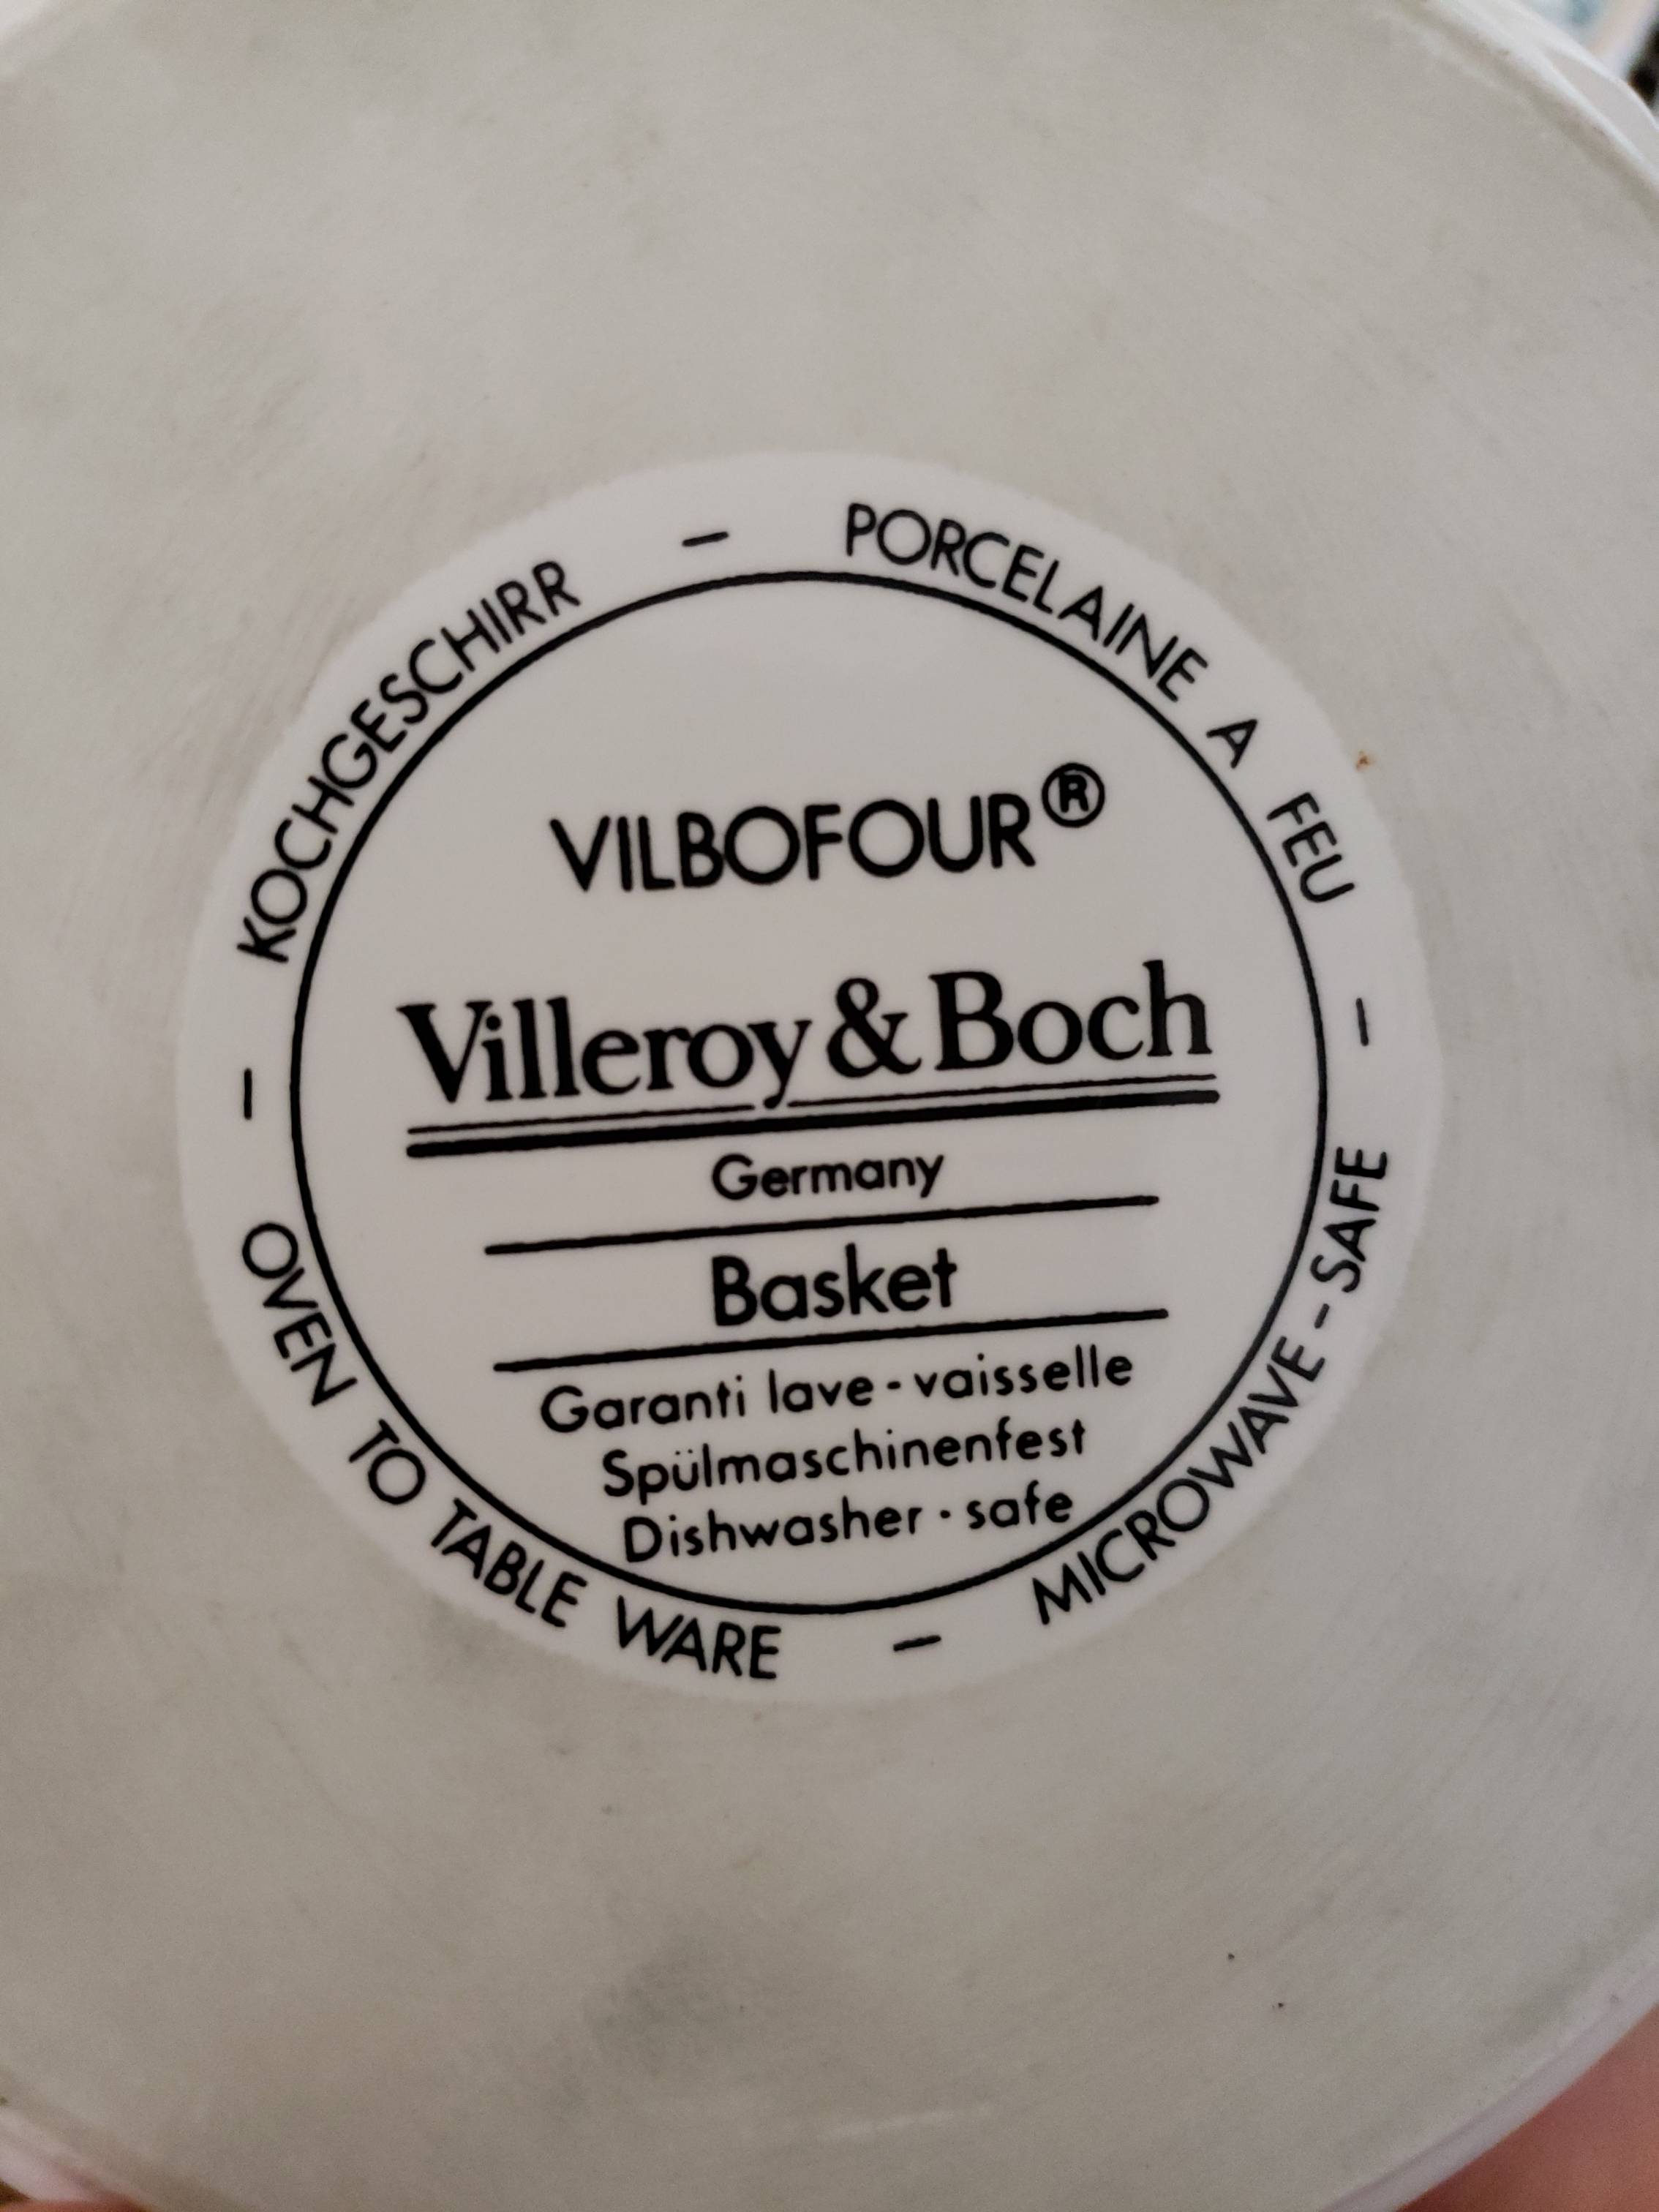 KOCHGESCHIRR - PORCELAINE A FEU - MICROWAVE-SAFE - OVEN TO TABLE WARE -
VILBOFOUR®
Villeroy & Boch
Germany
Basket
Garanti lave-vaisselle
Spülmaschinenfest
Dishwasher · safe